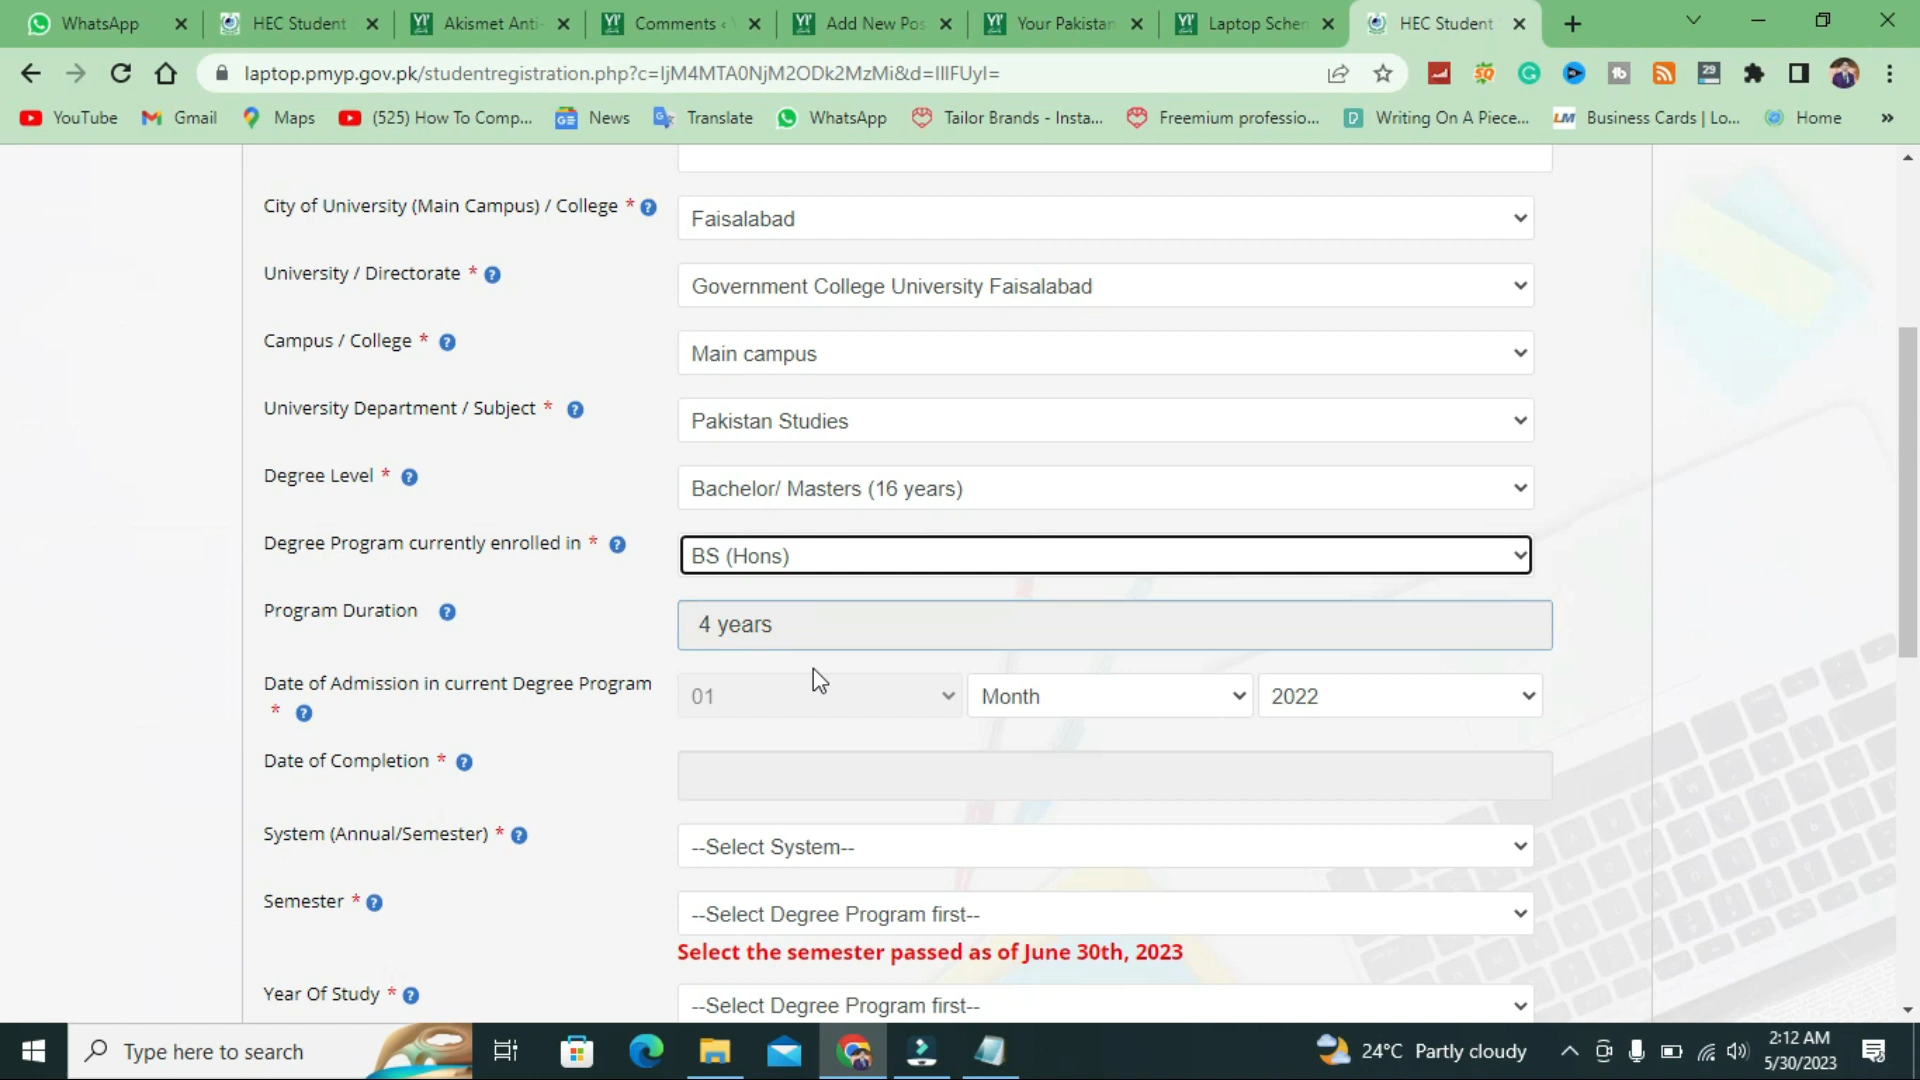 WhatsApp
HEC Student
Akismet Anti-
Comments ‹
Add New Pos
Your Pakistan
Laptop Schem
HEC Student
laptop.pmyp.gov.pk/studentregistration.php?c=IjM4MTA0NjM2ODk2MzMi&d=IIlFUyI=
YouTube
Gmail
Maps
(525) How To Comp...
News
Translate
WhatsApp
Tailor Brands - Insta...
Freemium professio...
Writing On A Piece...
Business Cards | Lo...
Home
»
City of University (Main Campus) / College *
Faisalabad
University / Directorate *
Government College University Faisalabad
Campus / College *
Main campus
University Department / Subject *
Pakistan Studies
Degree Level *
Bachelor/ Masters (16 years)
Degree Program currently enrolled in *
BS (Hons)
Program Duration
4 years
Date of Admission in current Degree Program *
01
Month
2022
Date of Completion *
System (Annual/Semester) *
--Select System--
Semester *
--Select Degree Program first--
Select the semester passed as of June 30th, 2023
Year Of Study *
--Select Degree Program first--
Type here to search
24°C Partly cloudy
2:12 AM
5/30/2023